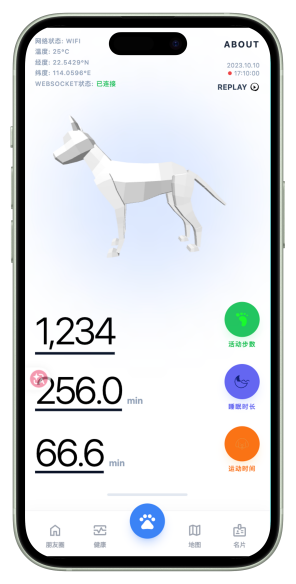 网络状态: WIFI
温度: 25°C
经度: 22.5429°N
纬度: 114.0596°E
WEBSOCKET状态: 已连接
ABOUT
2023.10.10
17:10:00
REPLAY
1,234
活动步数
256.0 min
睡眠时长
66.6 min
运动时间
朋友圈
健康
地图
名片